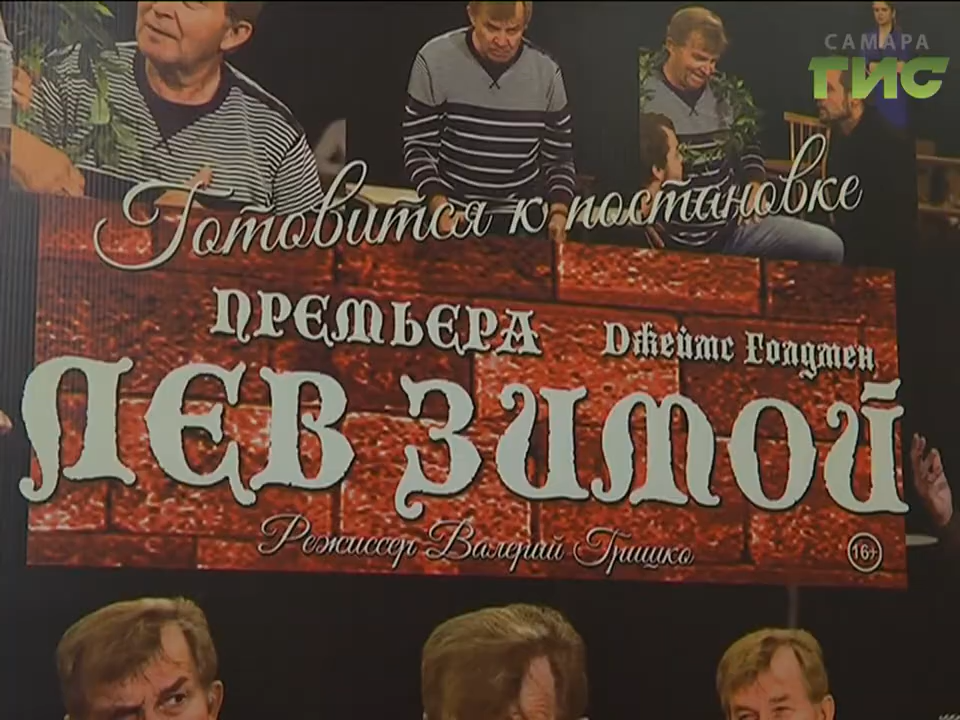 САМАРА
ГИС
Готовится к постановке
ПРЕМЬЕРА
Джеймс Голдмен
ЛЕВ ЗИМОЙ
Режиссер Валерий Гришко
16+